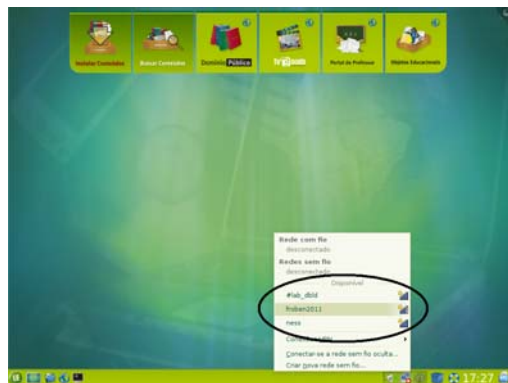 Instalar Conteúdos
Buscar Conteúdos
Domínio Público
Portal do Professor
Objetos Educacionais
Rede com fio
desconectado
Redes sem fio
desconectado
Disponível
#lab_dbld
froben2011
ness
Conectar-se a rede sem fio oculta...
Criar nova rede sem fio...
17:27